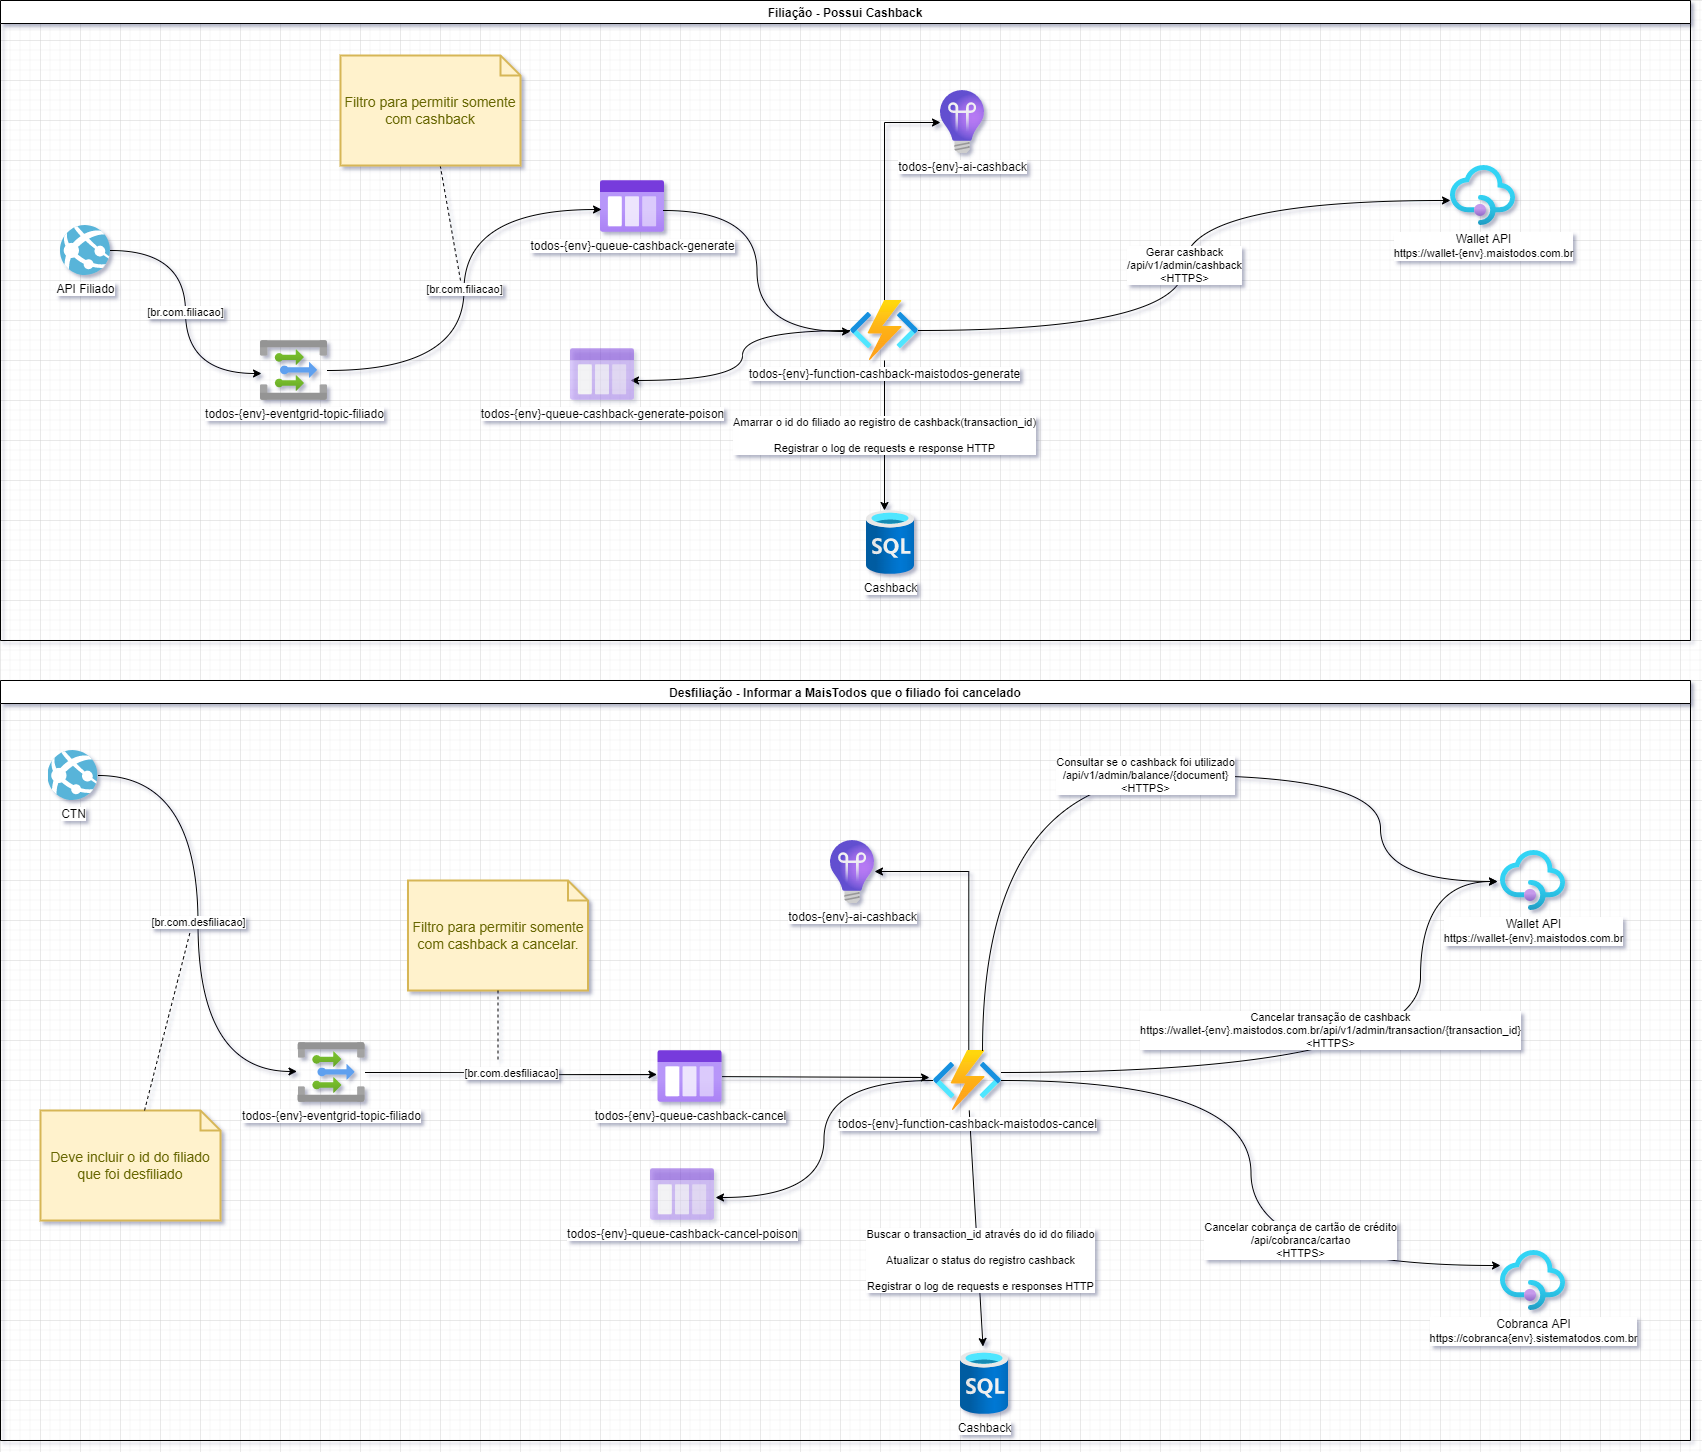 Filiação - Possui Cashback
Filtro para permitir somente
com cashback
todos-{env}-ai-cashback
todos-{env}-queue-cashback-generate
Wallet API
https://wallet-{env}.maistodos.com.br
Gerar cashback
/api/v1/admin/cashback
<HTTPS>
API Filiado
[br.com.filiacao]
[br.com.filiacao]
todos-{env}-function-cashback-maistodos-generate
todos-{env}-eventgrid-topic-filiado
todos-{env}-queue-cashback-generate-poison
Amarrar o id do filiado ao registro de cashback(transaction_id)
Registrar o log de requests e response HTTP
SQL
Cashback
Desfiliação - Informar a MaisTodos que o filiado foi cancelado
CTN
Consultar se o cashback foi utilizado
/api/v1/admin/balance/{document}
<HTTPS>
todos-{env}-ai-cashback
[br.com.desfiliacao]
Filtro para permitir somente
com cashback a cancelar.
Wallet API
https://wallet-{env}.maistodos.com.br
Cancelar transação de cashback
https://wallet-{env}.maistodos.com.br/api/v1/admin/transaction/{transaction_id}
<HTTPS>
[br.com.desfiliacao]
todos-{env}-eventgrid-topic-filiado
todos-{env}-queue-cashback-cancel
todos-{env}-function-cashback-maistodos-cancel
Deve incluir o id do filiado
que foi desfiliado
todos-{env}-queue-cashback-cancel-poison
Buscar o transaction_id através do id do filiado
Atualizar o status do registro cashback
Registrar o log de requests e responses HTTP
Cancelar cobrança de cartão de crédito
/api/cobranca/cartao
<HTTPS>
Cobranca API
https://cobranca{env}.sistematodos.com.br
SQL
Cashback